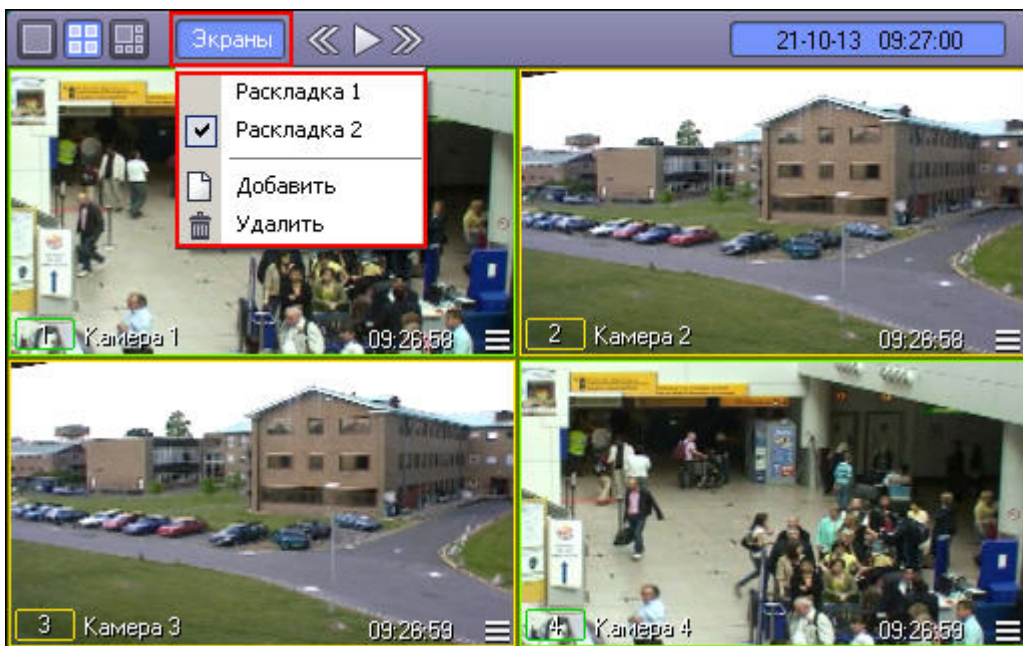 Экраны
21-10-13 09:27:00
Раскладка 1
Раскладка 2
Добавить
Удалить
1 Камера 1 09:26:58
2 Камера 2 09:26:58
3 Камера 3 09:26:59
4 Камера 4 09:26:59